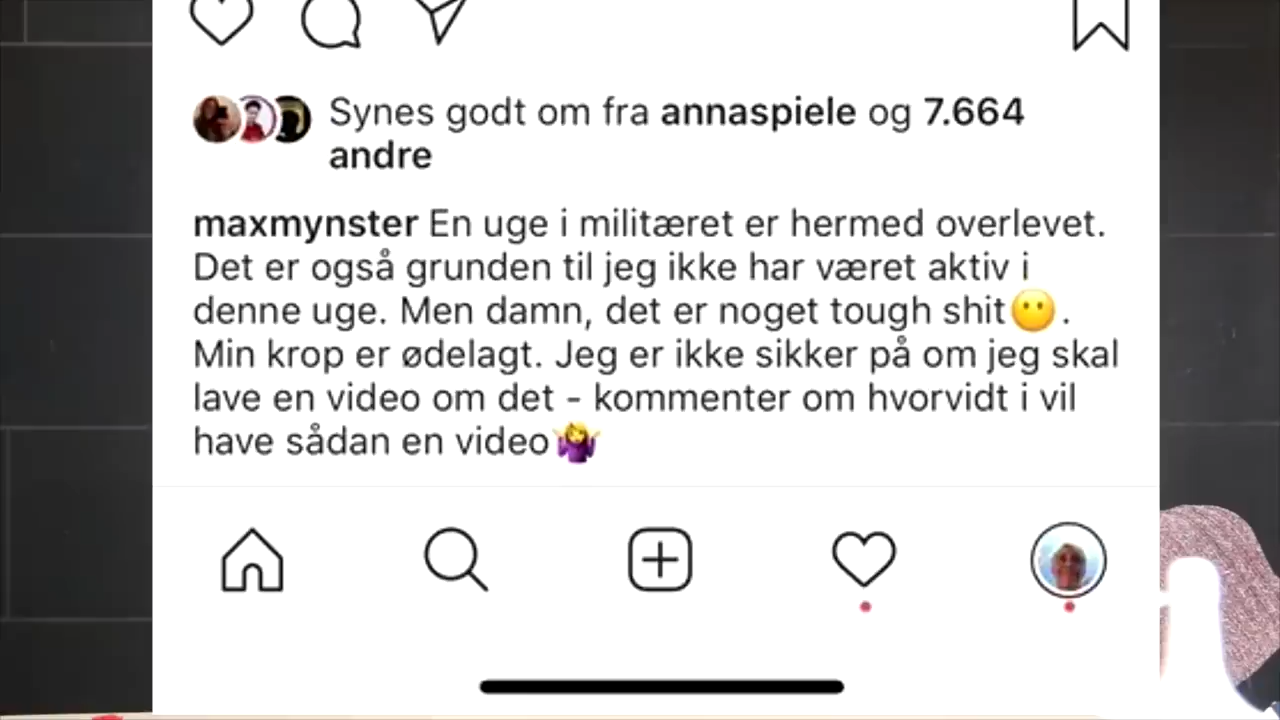 Synes godt om fra annaspiele og 7.664
andre
maxmynster En uge i militæret er hermed overlevet.
Det er også grunden til jeg ikke har været aktiv i
denne uge. Men damn, det er noget tough shit😶.
Min krop er ødelagt. Jeg er ikke sikker på om jeg skal
lave en video om det - kommenter om hvorvidt i vil
have sådan en video🤷‍♀️